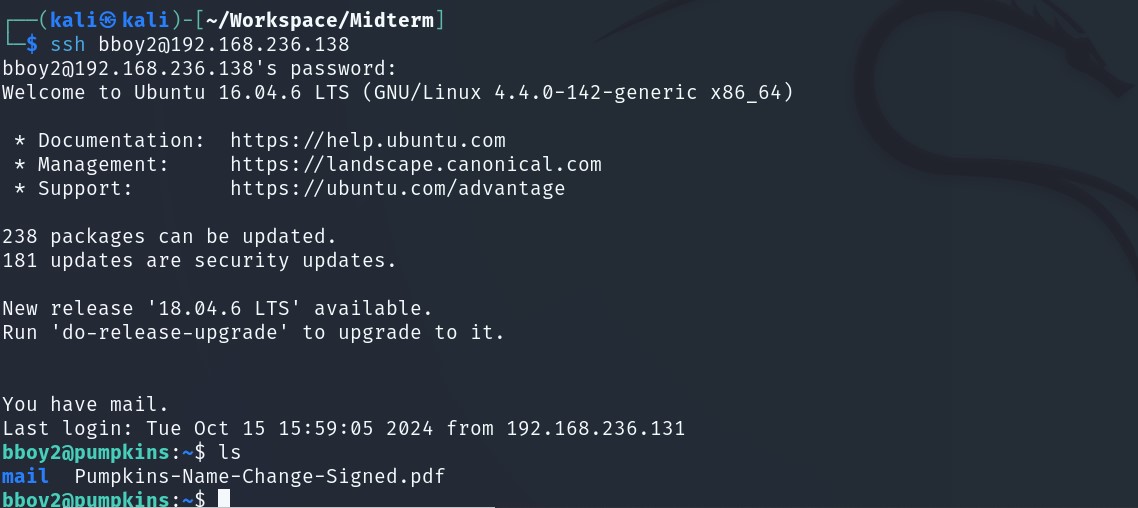 ┌──(kali㉿kali)-[~/Workspace/Midterm]
└─$ ssh bboy2@192.168.236.138
bboy2@192.168.236.138's password:
Welcome to Ubuntu 16.04.6 LTS (GNU/Linux 4.4.0-142-generic x86_64)
* Documentation:  https://help.ubuntu.com
* Management:     https://landscape.canonical.com
* Support:        https://ubuntu.com/advantage
238 packages can be updated.
181 updates are security updates.
New release '18.04.6 LTS' available.
Run 'do-release-upgrade' to upgrade to it.
You have mail.
Last login: Tue Oct 15 15:59:05 2024 from 192.168.236.131
bboy2@pumpkins:~$ ls
mail  Pumpkins-Name-Change-Signed.pdf
bboy2@pumpkins:~$